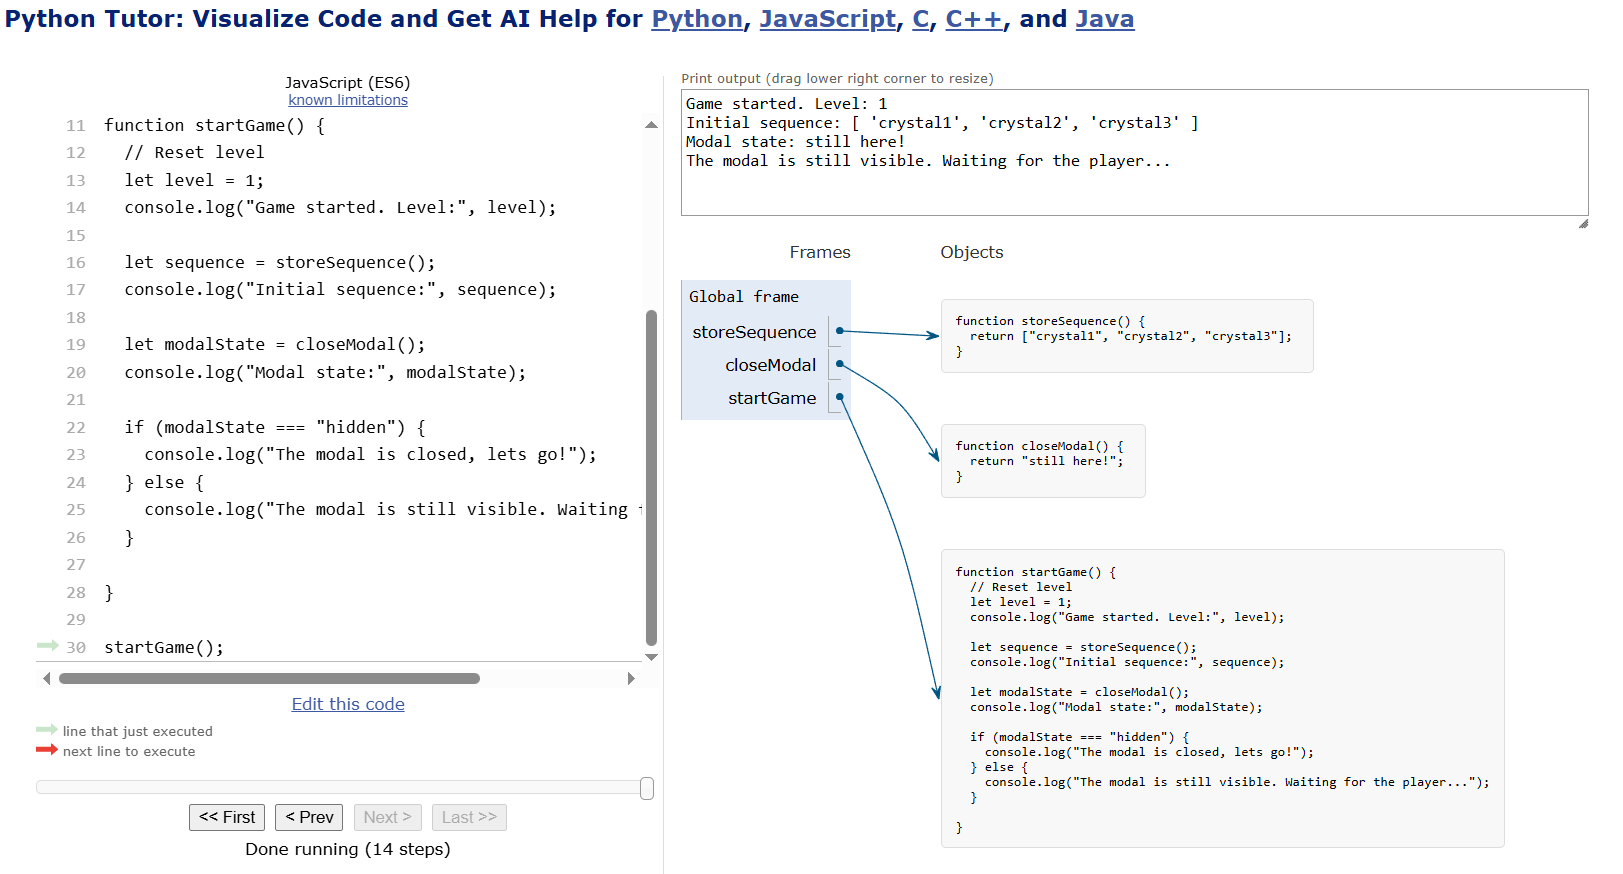 Python Tutor: Visualize Code and Get AI Help for Python, JavaScript, C, C++, and Java
JavaScript (ES6)
known limitations
11 function startGame() {
12   // Reset level
13   let level = 1;
14   console.log("Game started. Level:", level);
15
16   let sequence = storeSequence();
17   console.log("Initial sequence:", sequence);
18
19   let modalState = closeModal();
20   console.log("Modal state:", modalState);
21
22   if (modalState === "hidden") {
23     console.log("The modal is closed, lets go!");
24   } else {
25     console.log("The modal is still visible. Waiting
26   }
27
28 }
29
30 startGame();
Edit this code
line that just executed
next line to execute
<< First < Prev Next > Last >>
Done running (14 steps)
Print output (drag lower right corner to resize)
Game started. Level: 1
Initial sequence: [ 'crystal1', 'crystal2', 'crystal3' ]
Modal state: still here!
The modal is still visible. Waiting for the player...
Frames Objects
Global frame
storeSequence
closeModal
startGame
function storeSequence() {
  return ["crystal1", "crystal2", "crystal3"];
}
function closeModal() {
  return "still here!";
}
function startGame() {
  // Reset level
  let level = 1;
  console.log("Game started. Level:", level);

  let sequence = storeSequence();
  console.log("Initial sequence:", sequence);

  let modalState = closeModal();
  console.log("Modal state:", modalState);

  if (modalState === "hidden") {
    console.log("The modal is closed, lets go!");
  } else {
    console.log("The modal is still visible. Waiting for the player...");
  }

}